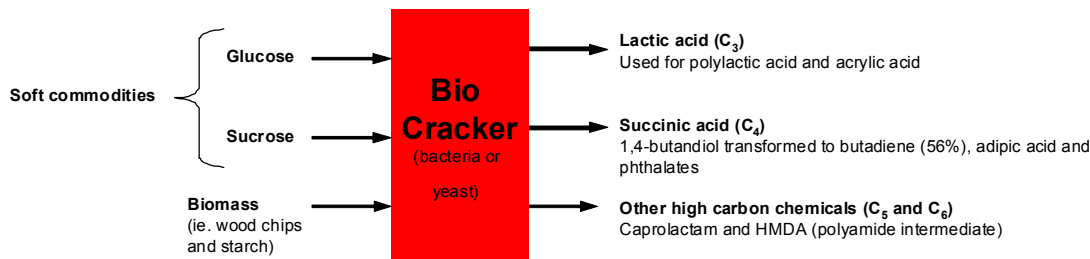 Soft commodities
Glucose
Sucrose
Biomass
(ie. wood chips
and starch)
Bio
Cracker
(bacteria or
yeast)
Lactic acid (C₃)
Used for polylactic acid and acrylic acid
Succinic acid (C₄)
1,4-butandiol transformed to butadiene (56%), adipic acid and
phthalates
Other high carbon chemicals (C₅ and C₆)
Caprolactam and HMDA (polyamide intermediate)